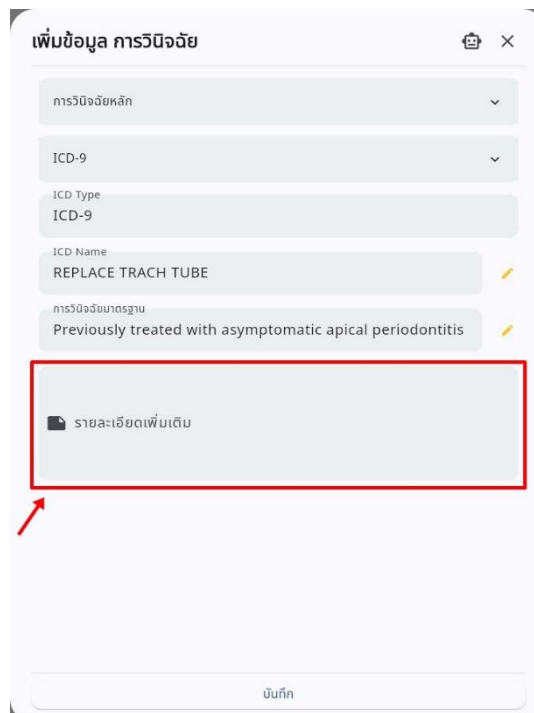 เพิ่มข้อมูล การวินิจฉัย
การวินิจฉัยหลัก
ICD-9
ICD Type
ICD-9
ICD Name
REPLACE TRACH TUBE
การวินิจฉัยมาตรฐาน
Previously treated with asymptomatic apical periodontitis
รายละเอียดเพิ่มเติม
บันทึก